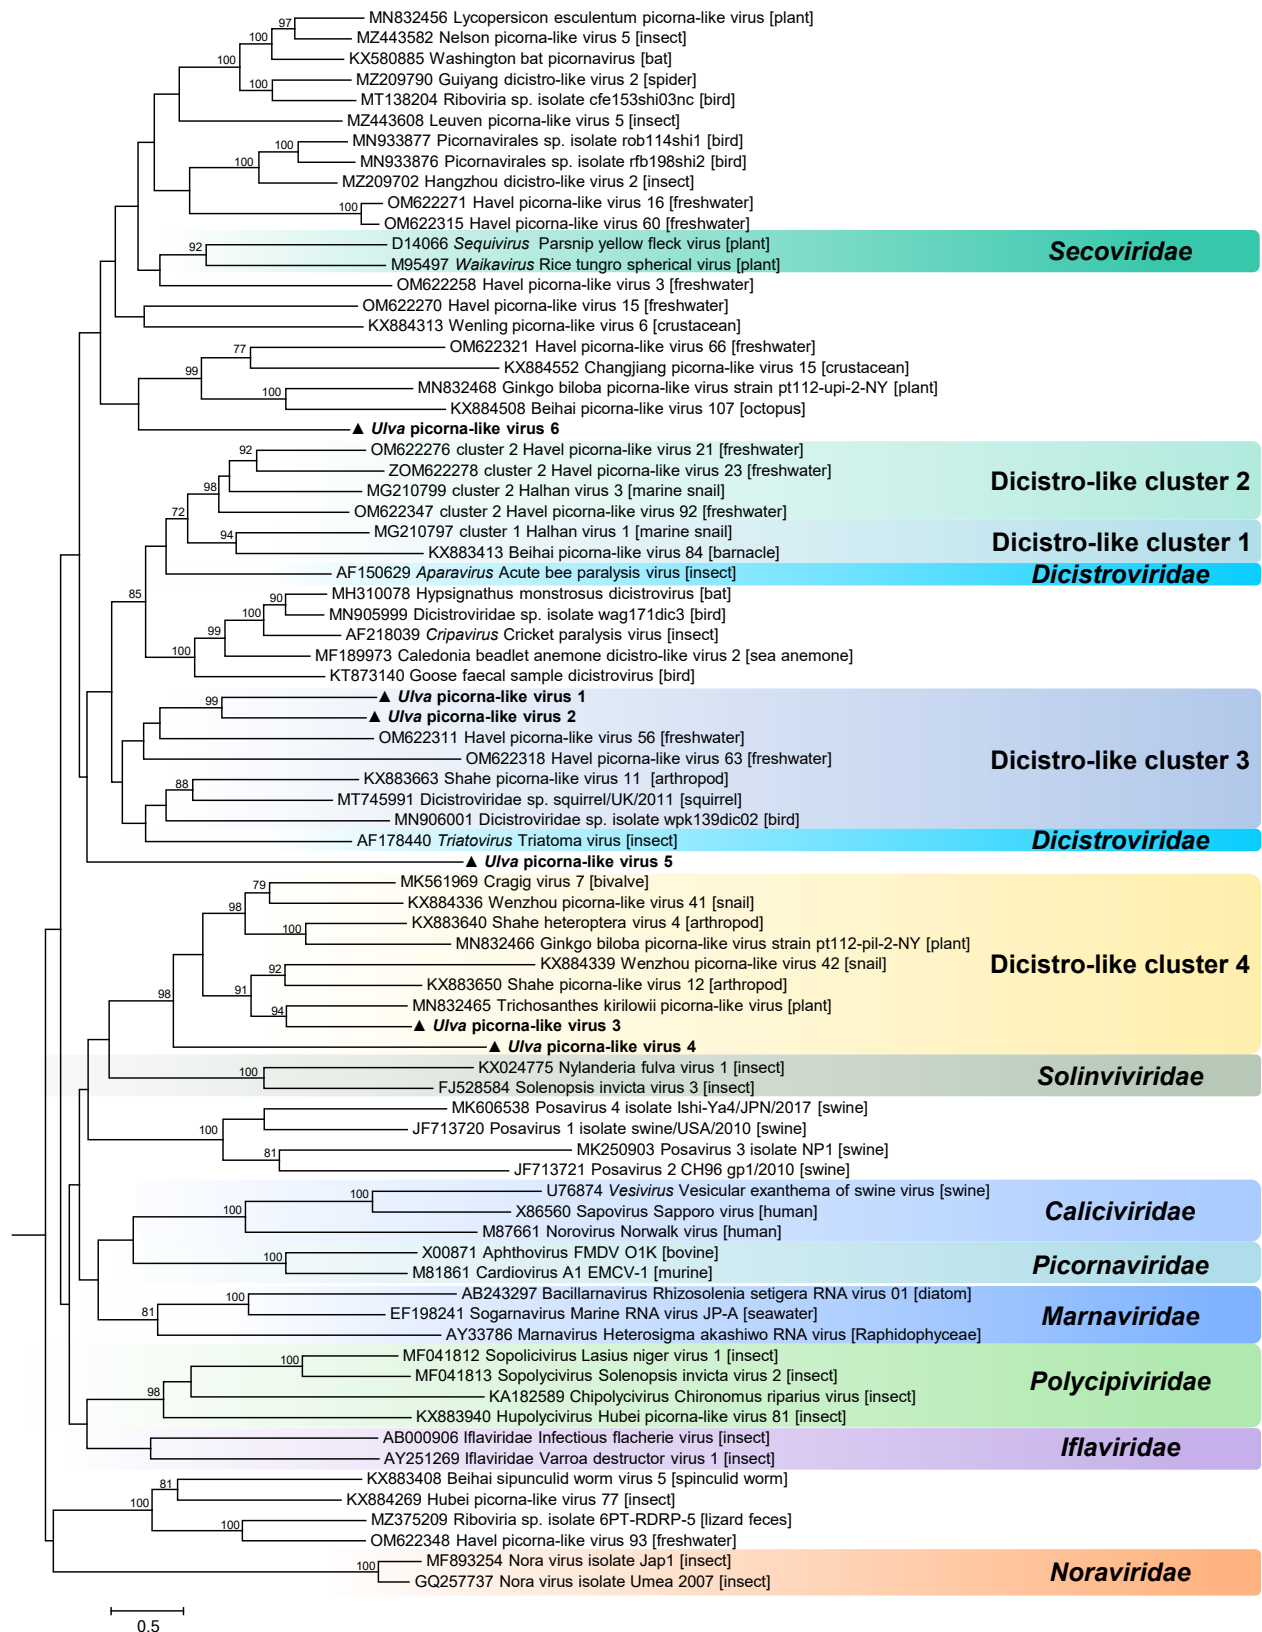 97
MN832456 Lycopersicon esculentum picorna-like virus [plant]
100
MZ443582 Nelson picorna-like virus 5 [insect]
100
KX580885 Washington bat picornavirus [bat]
MZ209790 Guiyang dicistro-like virus 2 [spider]
100
MT138204 Riboviria sp. isolate cfe153shi03nc [bird]
MZ443608 Leuven picorna-like virus 5 [insect]
100
MN933877 Picornavirales sp. isolate rob114shi1 [bird]
100
MN933876 Picornavirales sp. isolate rfb198shi2 [bird]
MZ209702 Hangzhou dicistro-like virus 2 [insect]
100
OM622271 Havel picorna-like virus 16 [freshwater]
OM622315 Havel picorna-like virus 60 [freshwater]
92
D14066 Sequivirus Parsnip yellow fleck virus [plant]
Secoviridae
M95497 Waikavirus Rice tungro spherical virus [plant]
OM622258 Havel picorna-like virus 3 [freshwater]
OM622270 Havel picorna-like virus 15 [freshwater]
KX884313 Wenling picorna-like virus 6 [crustacean]
77
OM622321 Havel picorna-like virus 66 [freshwater]
99
KX884552 Changjiang picorna-like virus 15 [crustacean]
100
MN832468 Ginkgo biloba picorna-like virus strain pt112-upi-2-NY [plant]
KX884508 Beihai picorna-like virus 107 [octopus]
▲ Ulva picorna-like virus 6
92
OM622276 cluster 2 Havel picorna-like virus 21 [freshwater]
ZOM622278 cluster 2 Havel picorna-like virus 23 [freshwater]
Dicistro-like cluster 2
98
MG210799 cluster 2 Halhan virus 3 [marine snail]
72
OM622347 cluster 2 Havel picorna-like virus 92 [freshwater]
94
MG210797 cluster 1 Halhan virus 1 [marine snail]
Dicistro-like cluster 1
KX883413 Beihai picorna-like virus 84 [barnacle]
AF150629 Aparavirus Acute bee paralysis virus [insect]
Dicistroviridae
85
90
MH310078 Hypsignathus monstrosus dicistrovirus [bat]
100
MN905999 Dicistroviridae sp. isolate wag171dic3 [bird]
99
AF218039 Cripavirus Cricket paralysis virus [insect]
100
MF189973 Caledonia beadlet anemone dicistro-like virus 2 [sea anemone]
KT873140 Goose faecal sample dicistrovirus [bird]
99
▲ Ulva picorna-like virus 1
▲ Ulva picorna-like virus 2
OM622311 Havel picorna-like virus 56 [freshwater]
Dicistro-like cluster 3
OM622318 Havel picorna-like virus 63 [freshwater]
88
KX883663 Shahe picorna-like virus 11 [arthropod]
MT745991 Dicistroviridae sp. squirrel/UK/2011 [squirrel]
MN906001 Dicistroviridae sp. isolate wpk139dic02 [bird]
AF178440 Triatovirus Triatoma virus [insect]
Dicistroviridae
▲ Ulva picorna-like virus 5
79
MK561969 Cragig virus 7 [bivalve]
98
KX884336 Wenzhou picorna-like virus 41 [snail]
100
KX883640 Shahe heteroptera virus 4 [arthropod]
MN832466 Ginkgo biloba picorna-like virus strain pt112-pil-2-NY [plant]
92
KX884339 Wenzhou picorna-like virus 42 [snail]
Dicistro-like cluster 4
98
91
KX883650 Shahe picorna-like virus 12 [arthropod]
94
MN832465 Trichosanthes kirilowii picorna-like virus [plant]
▲ Ulva picorna-like virus 3
▲ Ulva picorna-like virus 4
100
KX024775 Nylanderia fulva virus 1 [insect]
Solinviviridae
FJ528584 Solenopsis invicta virus 3 [insect]
MK606538 Posavirus 4 isolate Ishi-Ya4/JPN/2017 [swine]
100
JF713720 Posavirus 1 isolate swine/USA/2010 [swine]
81
MK250903 Posavirus 3 isolate NP1 [swine]
JF713721 Posavirus 2 CH96 gp1/2010 [swine]
100
U76874 Vesivirus Vesicular exanthema of swine virus [swine]
100
X86560 Sapovirus Sapporo virus [human]
Caliciviridae
M87661 Norovirus Norwalk virus [human]
100
X00871 Aphthovirus FMDV O1K [bovine]
Picornaviridae
M81861 Cardiovirus A1 EMCV-1 [murine]
100
AB243297 Bacillarnavirus Rhizosolenia setigera RNA virus 01 [diatom]
81
EF198241 Sogarnavirus Marine RNA virus JP-A [seawater]
Marnaviridae
AY33786 Marnavirus Heterosigma akashiwo RNA virus [Raphidophyceae]
100
MF041812 Sopolicivirus Lasius niger virus 1 [insect]
MF041813 Sopolycivirus Solenopsis invicta virus 2 [insect]
Polycipiviridae
98
KA182589 Chipolycivirus Chironomus riparius virus [insect]
KX883940 Hupolycivirus Hubei picorna-like virus 81 [insect]
AB000906 Iflaviridae Infectious flacherie virus [insect]
Iflaviridae
AY251269 Iflaviridae Varroa destructor virus 1 [insect]
81
KX883408 Beihai sipunculid worm virus 5 [spinculid worm]
100
KX884269 Hubei picorna-like virus 77 [insect]
100
MZ375209 Riboviria sp. isolate 6PT-RDRP-5 [lizard feces]
OM622348 Havel picorna-like virus 93 [freshwater]
100
MF893254 Nora virus isolate Jap1 [insect]
Noraviridae
GQ257737 Nora virus isolate Umea 2007 [insect]
0.5